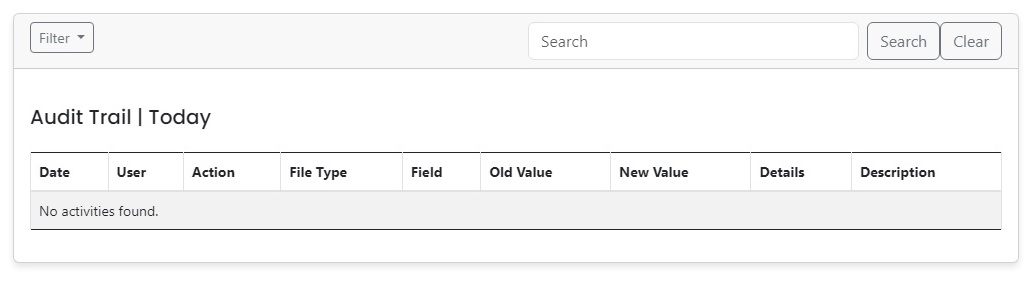 Filter
Search Search Clear
Audit Trail | Today
Date User Action File Type Field Old Value New Value Details Description
No activities found.